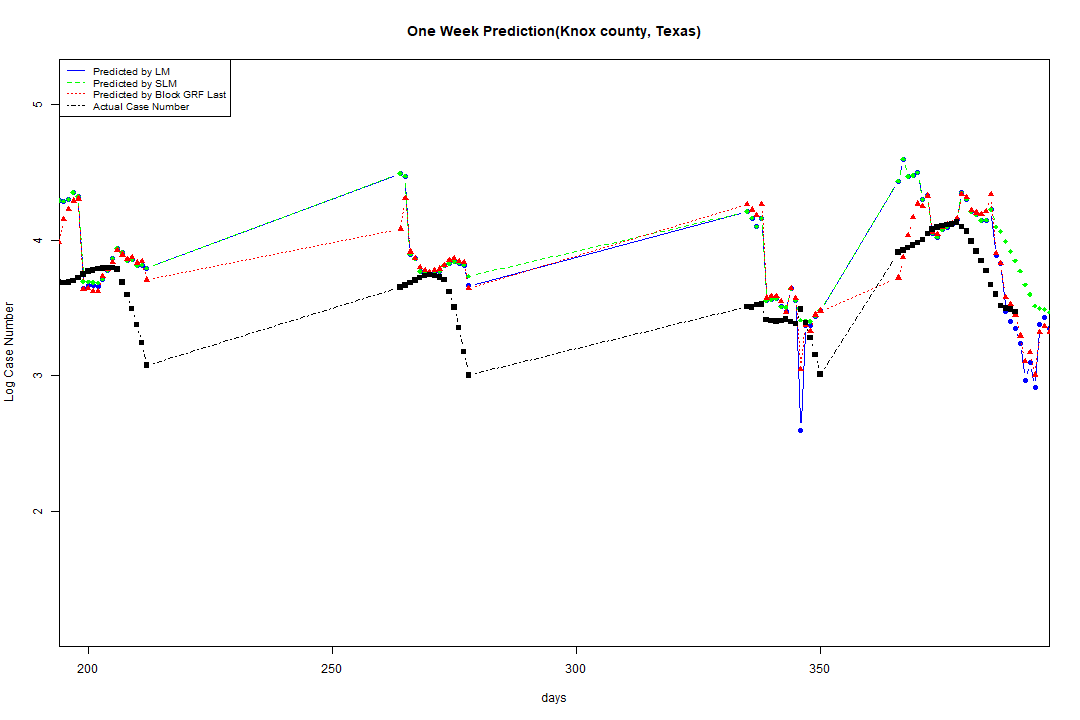 One Week Prediction(Knox county, Texas)
Predicted by LM
Predicted by SLM
Predicted by Block GRF Last
Actual Case Number
5
4
3
2
Log Case Number
200 250 300 350
days